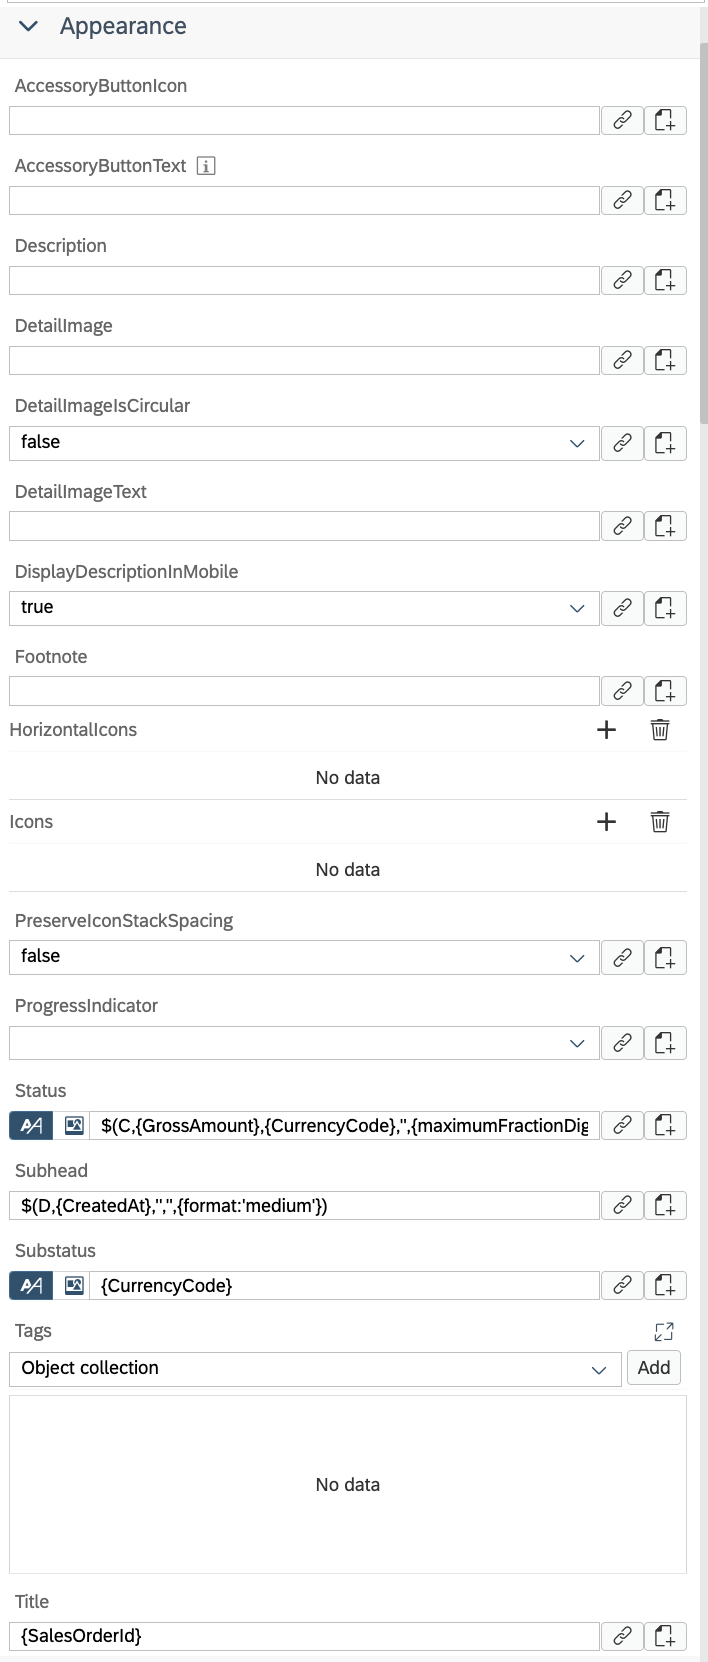 Appearance
AccessoryButtonIcon
AccessoryButtonText
Description
DetailImage
DetailImageIsCircular
false
DetailImageText
DisplayDescriptionInMobile
true
Footnote
HorizontalIcons
No data
Icons
No data
PreserveIconStackSpacing
false
ProgressIndicator
Status
$(C,{GrossAmount},{CurrencyCode},'',{maximumFractionDig
Subhead
$(D,{CreatedAt},'','',{format:'medium'})
Substatus
{CurrencyCode}
Tags
Object collection
Add
No data
Title
{SalesOrderId}